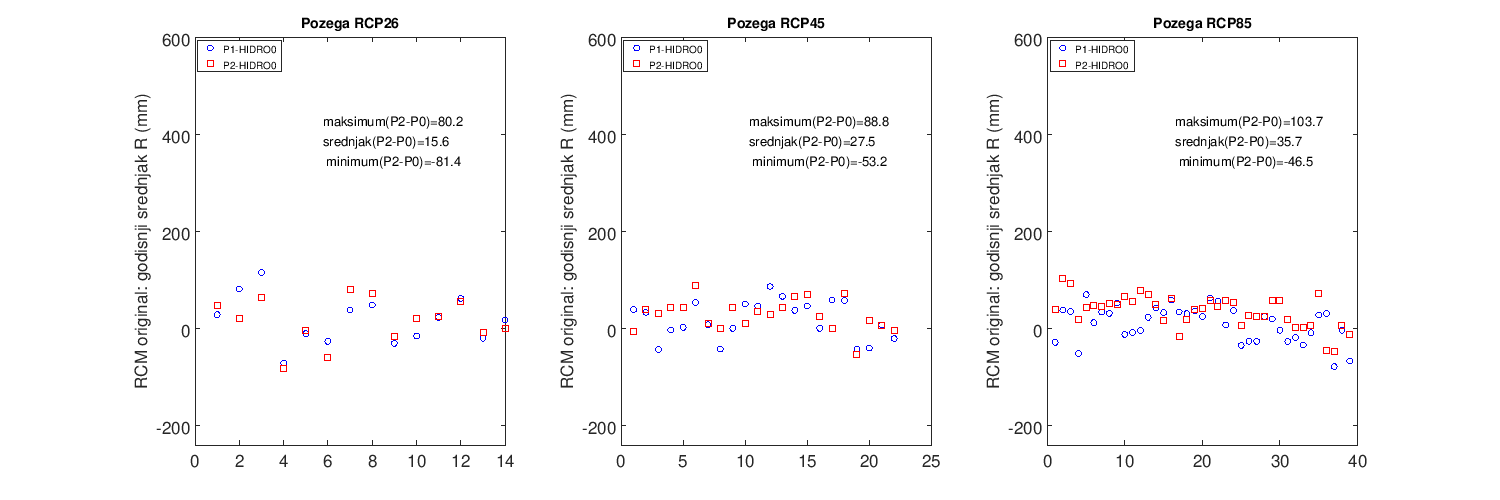 Pozega RCP26
P1-HIDRO0
P2-HIDRO0
maksimum(P2-P0)=80.2
srednjak(P2-P0)=15.6
minimum(P2-P0)=-81.4
RCM original: godisnji srednjak R (mm)
600
400
200
0
-200
0 2 4 6 8 10 12 14
Pozega RCP45
P1-HIDRO0
P2-HIDRO0
maksimum(P2-P0)=88.8
srednjak(P2-P0)=27.5
minimum(P2-P0)=-53.2
RCM original: godisnji srednjak R (mm)
600
400
200
0
-200
0 5 10 15 20 25
Pozega RCP85
P1-HIDRO0
P2-HIDRO0
maksimum(P2-P0)=103.7
srednjak(P2-P0)=35.7
minimum(P2-P0)=-46.5
RCM original: godisnji srednjak R (mm)
600
400
200
0
-200
0 10 20 30 40